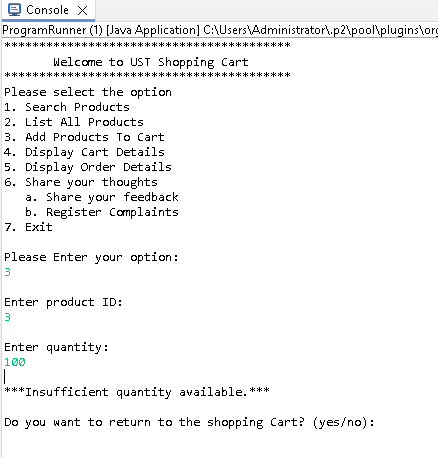 Console
ProgramRunner (1) [Java Application] C:\Users\Administrator\.p2\pool\plugins\org
*****************************************
Welcome to UST Shopping Cart
*****************************************
Please select the option
1. Search Products
2. List All Products
3. Add Products To Cart
4. Display Cart Details
5. Display Order Details
6. Share your thoughts
a. Share your feedback
b. Register Complaints
7. Exit
Please Enter your option:
3
Enter product ID:
3
Enter quantity:
100
***Insufficient quantity available.***
Do you want to return to the shopping Cart? (yes/no):